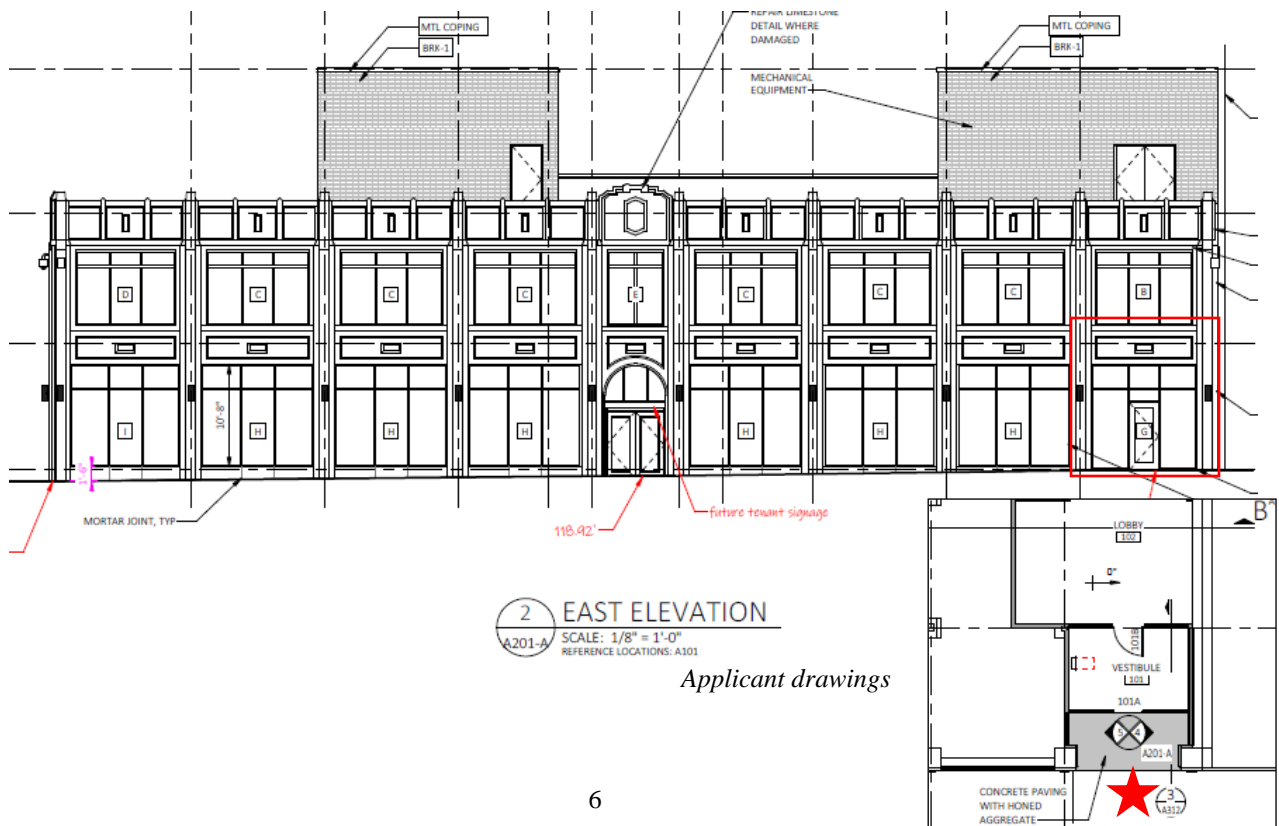 REPAIR LIMESTONE
DETAIL WHERE
DAMAGED
MTL COPING
BRK-1
MECHANICAL
EQUIPMENT
MTL COPING
BRK-1
D
C
C
C
E
C
C
C
B
10'-8"
I
H
H
H
H
H
H
G
1'-6"
MORTAR JOINT, TYP
118.92'
future tenant signage
2
A201-A
EAST ELEVATION
SCALE: 1/8" = 1'-0"
REFERENCE LOCATIONS: A101
Applicant drawings
LOBBY
102
0"
B
101B
VESTIBULE
101
101A
5
4
A201-A
CONCRETE PAVING
WITH HONED
AGGREGATE
3
A312
6